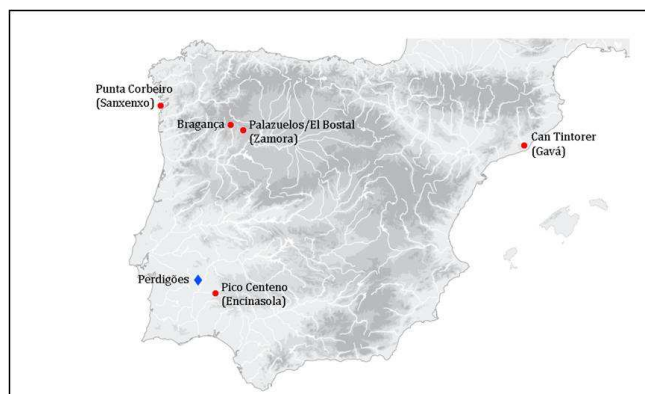 Punta Corbeiro
(Sanxenxo)
Bragança
Palazuelos/El Bostal
(Zamora)
Can Tintorer
(Gavá)
Perdigões
Pico Centeno
(Encinasola)